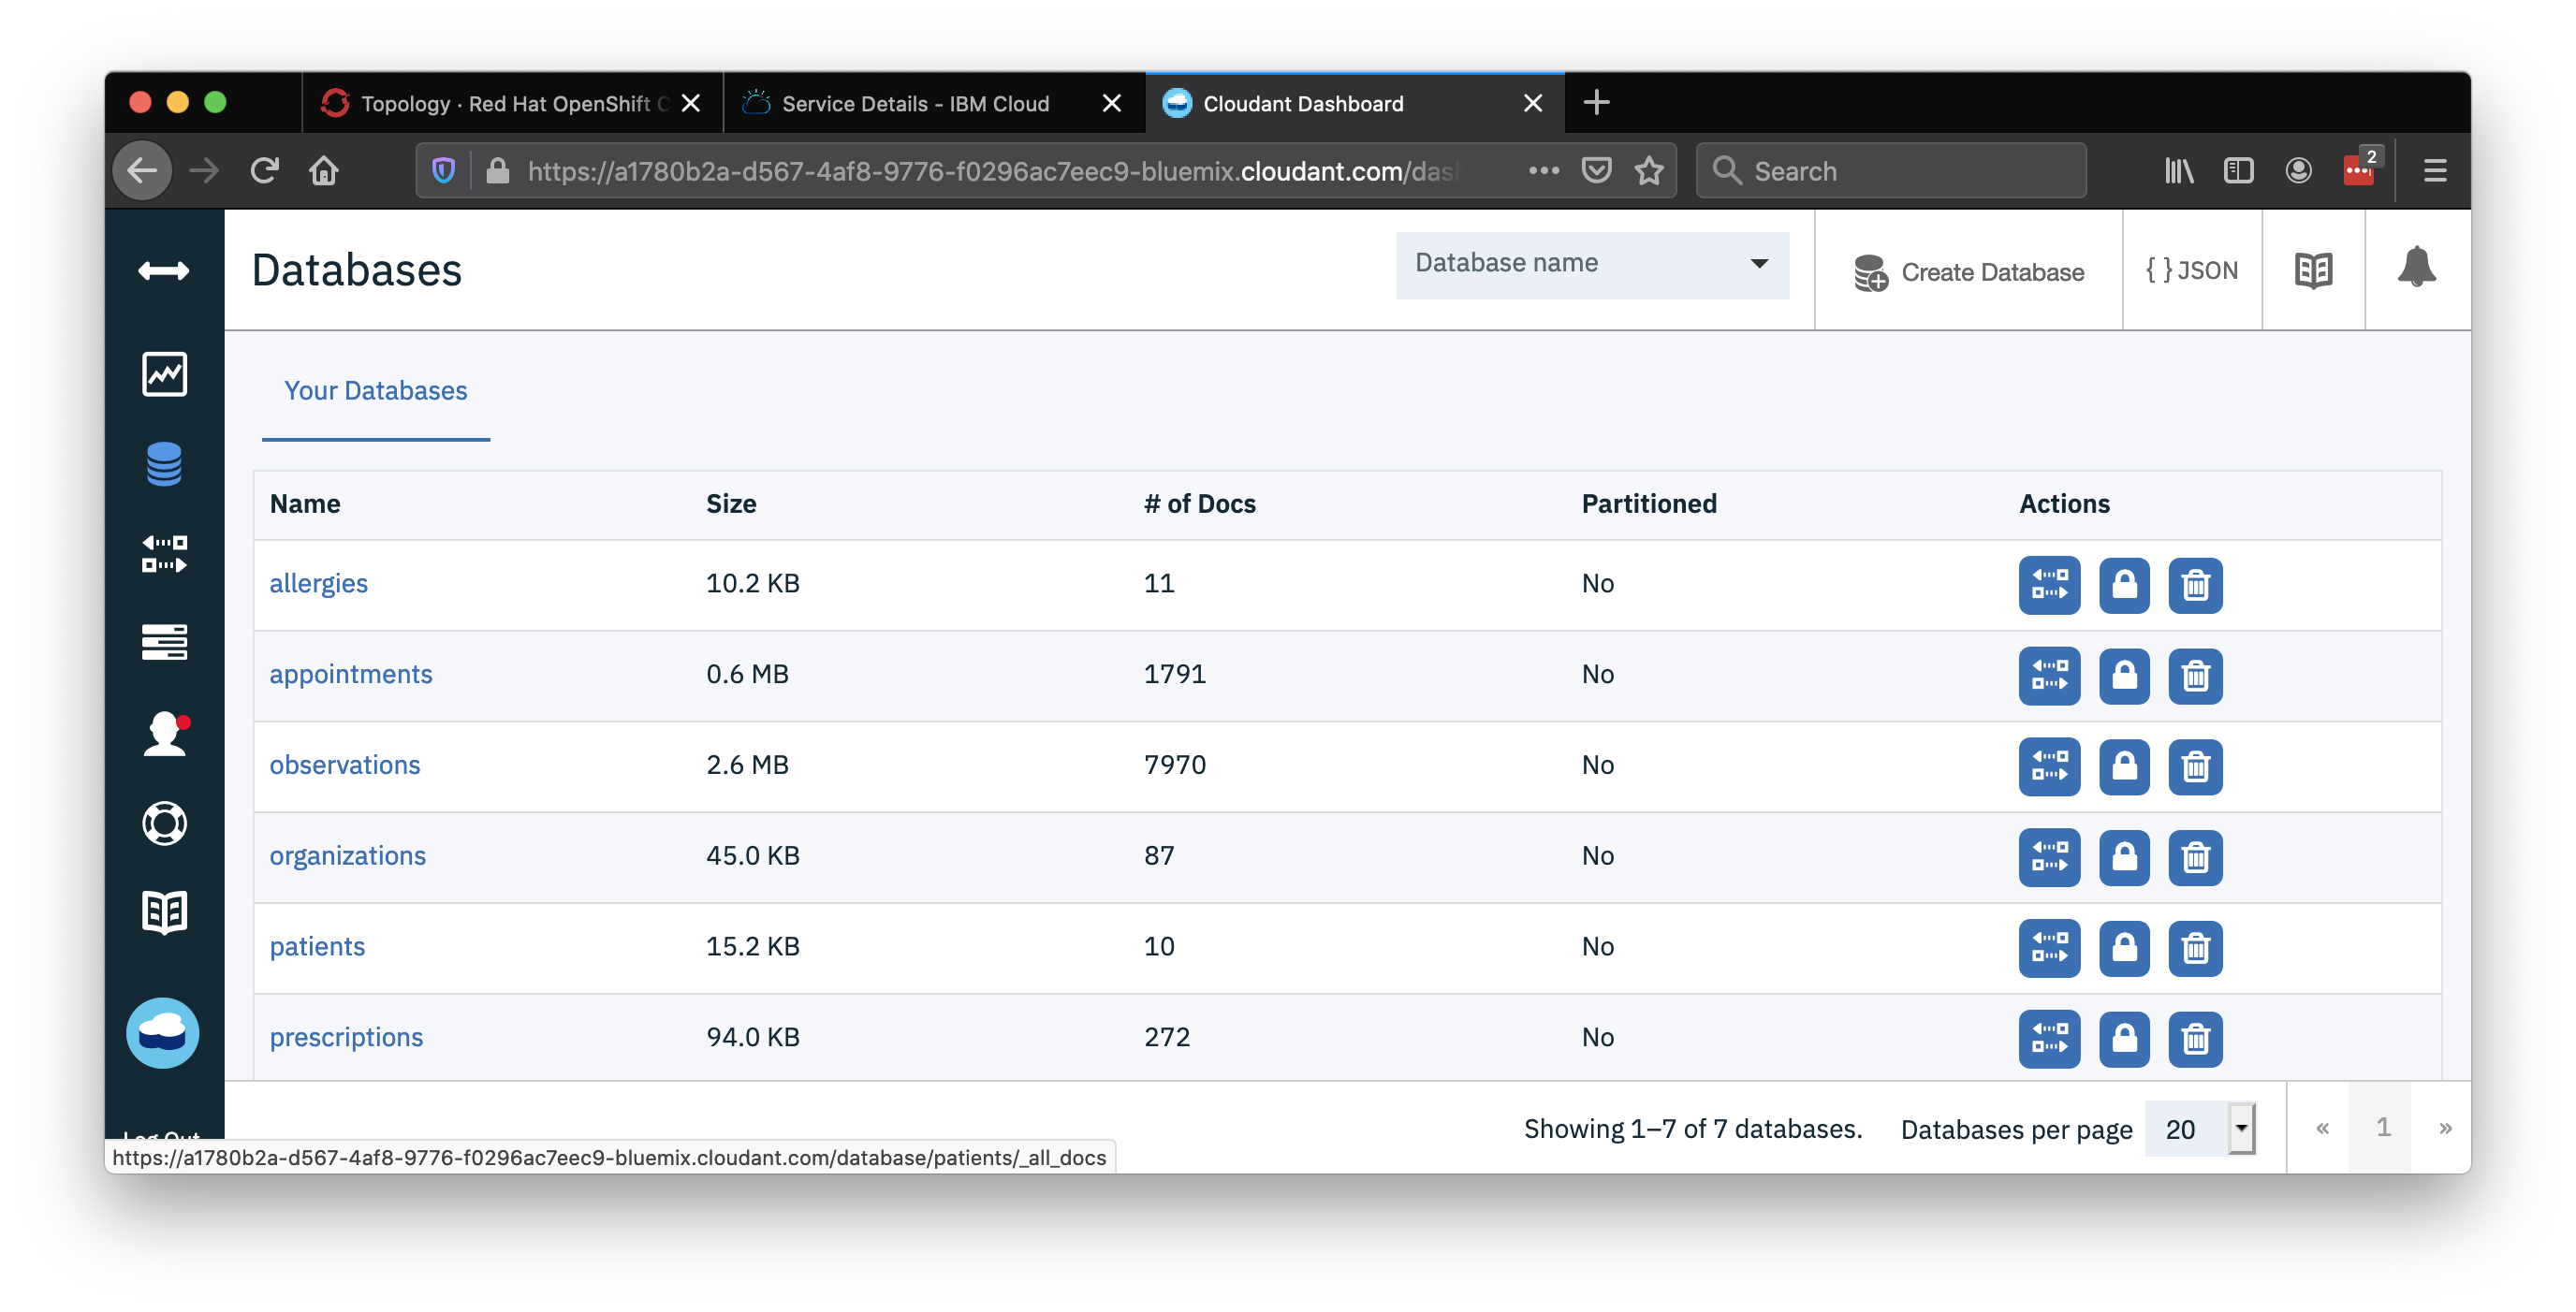 Topology · Red Hat OpenShift
Service Details - IBM Cloud
Cloudant Dashboard
https://a1780b2a-d567-4af8-9776-f0296ac7eec9-bluemix.cloudant.com/das
Search
2
Databases
Database name
Create Database
{ } JSON
Your Databases
Name Size # of Docs Partitioned Actions
allergies 10.2 KB 11 No
appointments 0.6 MB 1791 No
observations 2.6 MB 7970 No
organizations 45.0 KB 87 No
patients 15.2 KB 10 No
prescriptions 94.0 KB 272 No
Log Out
Showing 1–7 of 7 databases. Databases per page 20 « 1 »
https://a1780b2a-d567-4af8-9776-f0296ac7eec9-bluemix.cloudant.com/database/patients/_all_docs